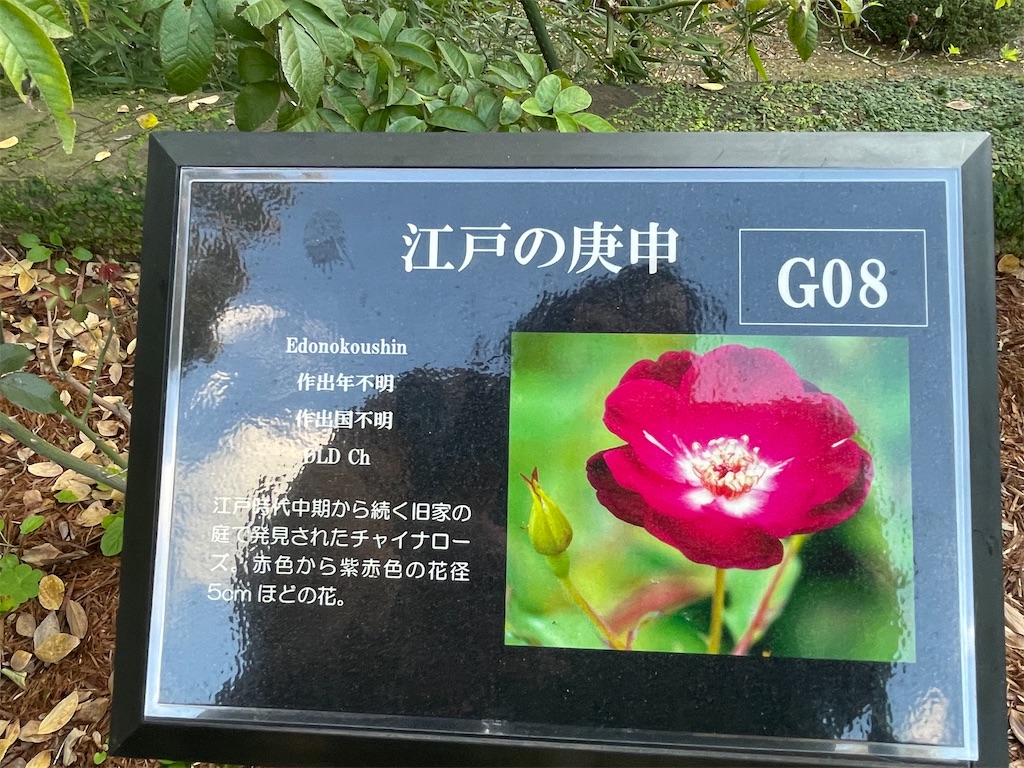 江戸の庚申
G08
Edonokoushin
作出年不明
作出国不明
OLD Ch
江戸時代中期から続く旧家の
庭で発見されたチャイナロー
ズ。赤色から紫赤色の花径
5cmほどの花。